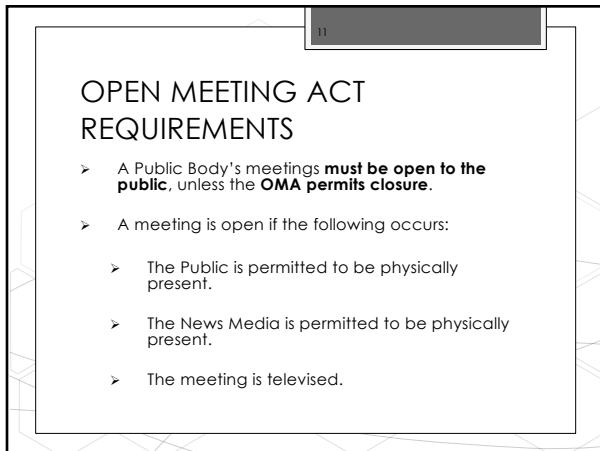 11
OPEN MEETING ACT
REQUIREMENTS
➢ A Public Body’s meetings must be open to the
public, unless the OMA permits closure.
➢ A meeting is open if the following occurs:
➢ The Public is permitted to be physically
present.
➢ The News Media is permitted to be physically
present.
➢ The meeting is televised.